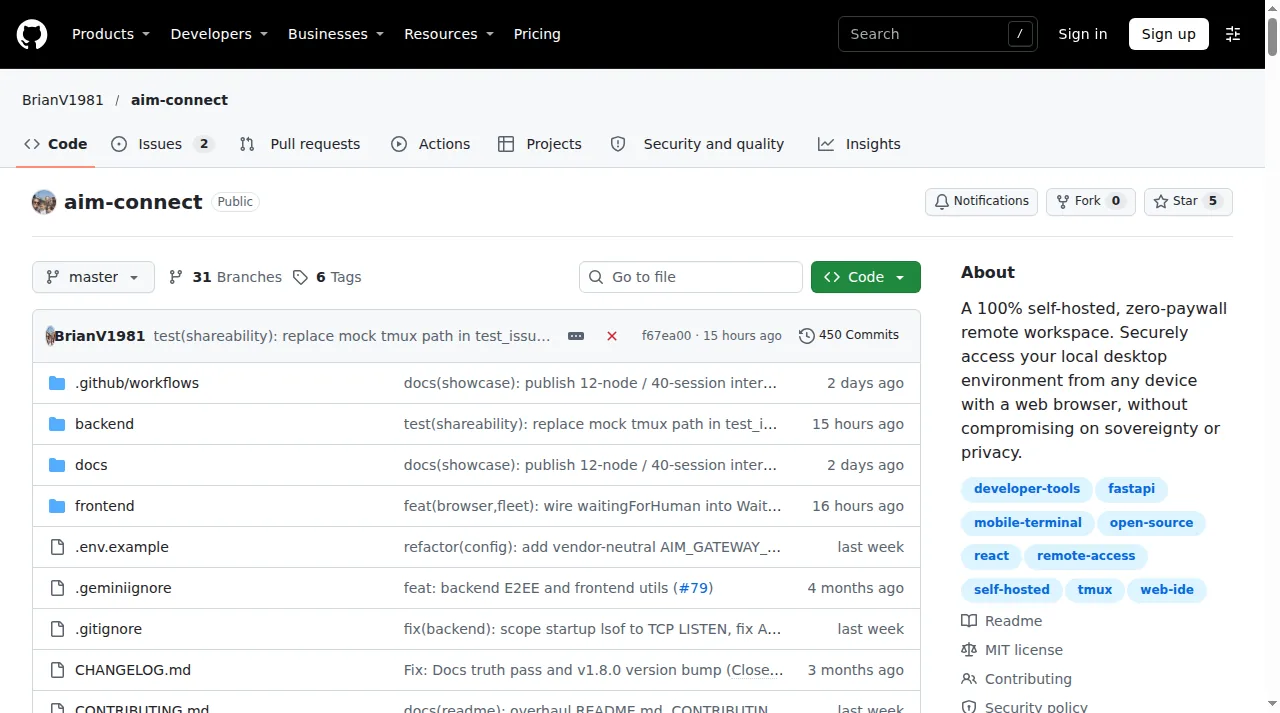 Products Developers Businesses Resources Pricing Search / Sign in Sign up
BrianV1981 / aim-connect
Code Issues 2 Pull requests Actions Projects Security and quality Insights
aim-connect Public Notifications Fork 0 Star 5
master 31 Branches 6 Tags Go to file Code
BrianV1981 test(shareability): replace mock tmux path in test_issu… f67ea00 · 15 hours ago 450 Commits
.github/workflows docs(showcase): publish 12-node / 40-session inter… 2 days ago
backend test(shareability): replace mock tmux path in test_i… 15 hours ago
docs docs(showcase): publish 12-node / 40-session inter… 2 days ago
frontend feat(browser,fleet): wire waitingForHuman into Wait… 16 hours ago
.env.example refactor(config): add vendor-neutral AIM_GATEWAY_… last week
.geminiignore feat: backend E2EE and frontend utils (#79) 4 months ago
.gitignore fix(backend): scope startup lsof to TCP LISTEN, fix A… last week
CHANGELOG.md Fix: Docs truth pass and v1.8.0 version bump (Close… 3 months ago
CONTRIBUTING.md docs(readme): overhaul README.md, CONTRIBUTIN… last week
About
A 100% self-hosted, zero-paywall
remote workspace. Securely
access your local desktop
environment from any device
with a web browser, without
compromising on sovereignty or
privacy.
developer-tools fastapi
mobile-terminal open-source
react remote-access
self-hosted tmux web-ide
Readme
MIT license
Contributing
Security policy